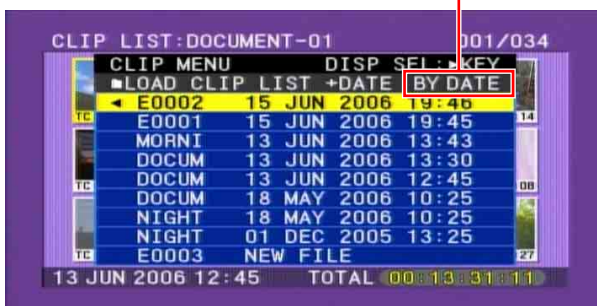 CLIP LIST:DOCUMENT-01 001/034
CLIP MENU DISP SEL:►KEY
LOAD CLIP LIST +DATE BY DATE
◄ E0002 15 JUN 2006 19:46
E0001 15 JUN 2006 19:45
MORNI 13 JUN 2006 13:43
DOCUM 13 JUN 2006 13:30
DOCUM 13 JUN 2006 12:45
DOCUM 18 MAY 2006 10:25
NIGHT 18 MAY 2006 10:25
NIGHT 01 DEC 2005 13:25
E0003 NEW FILE
TC 14
TC 08
TC 27
13 JUN 2006 12:45 TOTAL 00:13:31:11